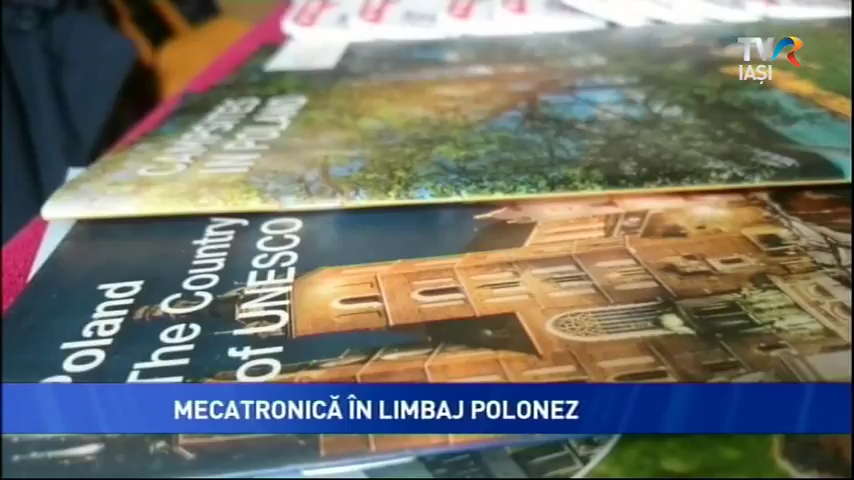 TVR
IAȘI
CAMPSITES
IN POLAND
Poland
The Country
of UNESCO
MECATRONICĂ ÎN LIMBAJ POLONEZ